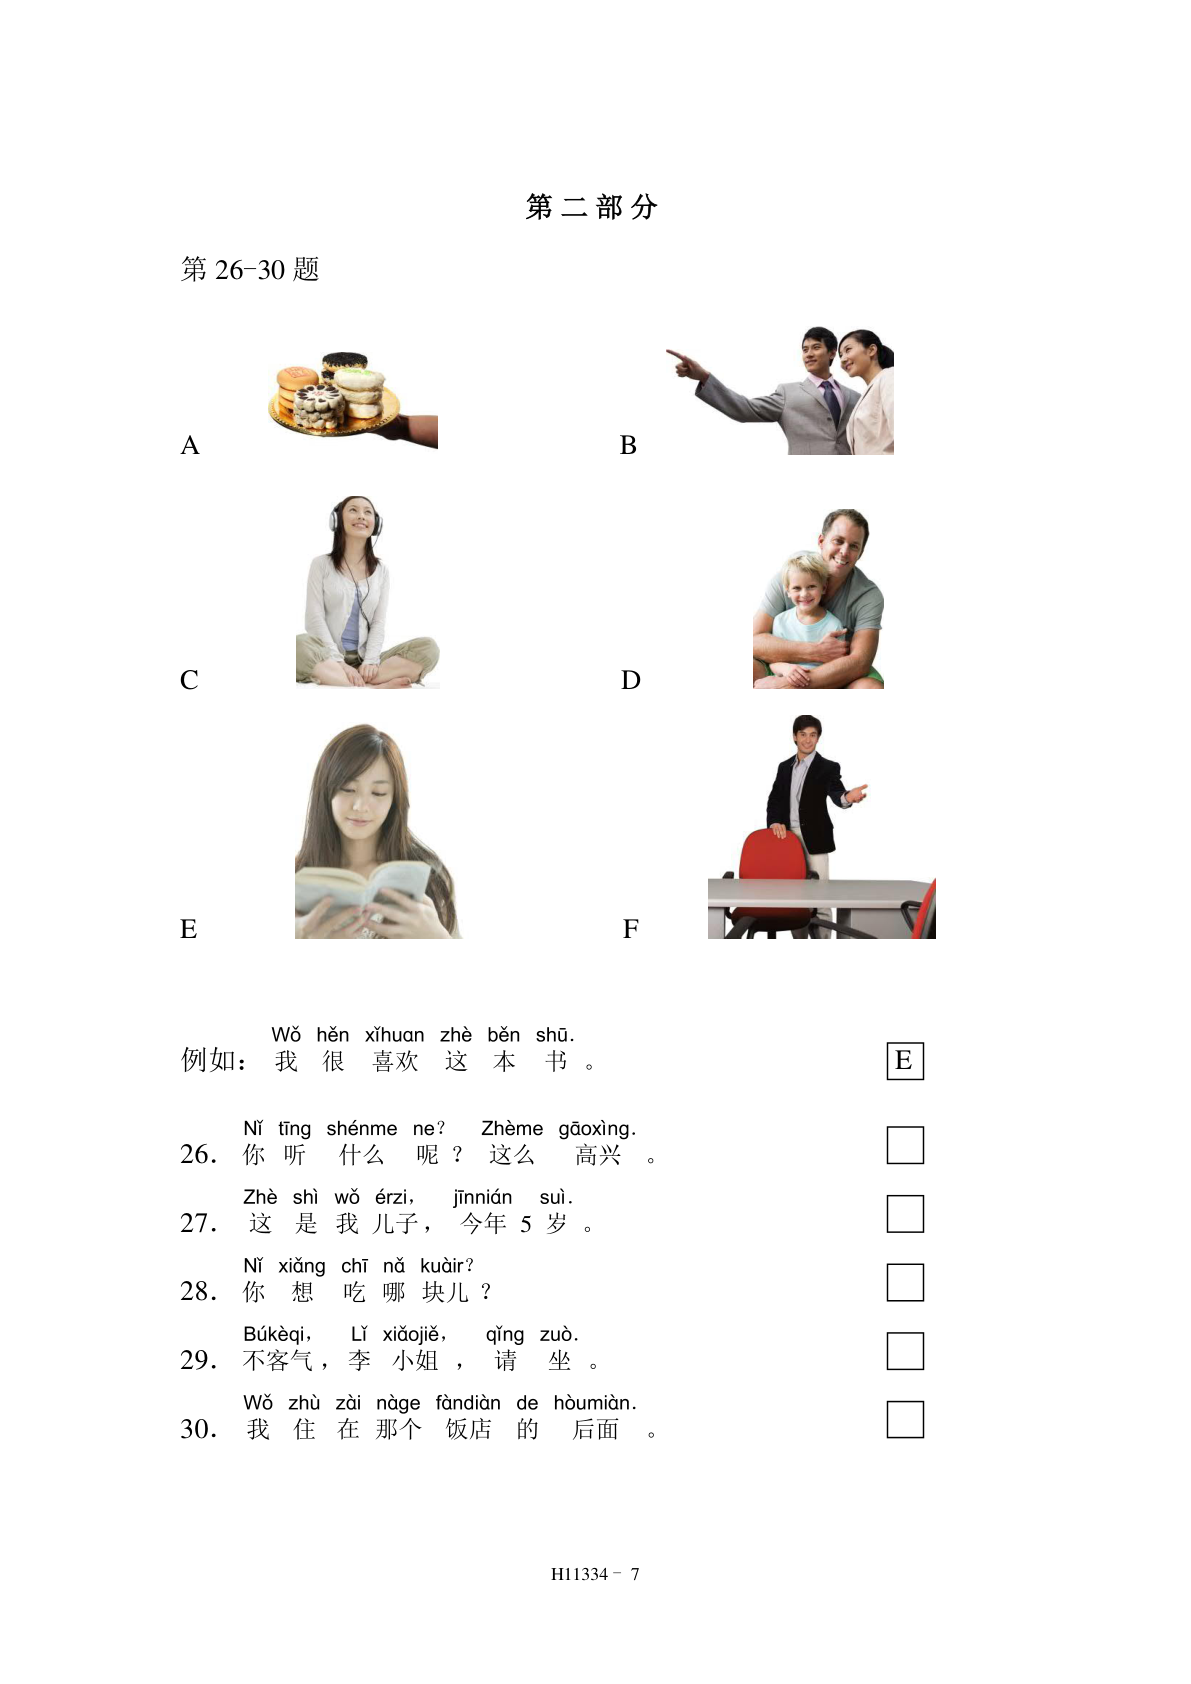 第二部分
第 26-30 题
A
B
C
D
E
F
Wǒ hěn xǐhuan zhè běn shū.
例如： 我 很 喜欢 这 本 书 。 E
Nǐ tīng shénme ne? Zhème gāoxìng.
26. 你 听 什么 呢 ？ 这么 高兴 。
Zhè shì wǒ érzi, jīnnián suì.
27. 这 是 我 儿子， 今年 5 岁 。
Nǐ xiǎng chī nǎ kuàir?
28. 你 想 吃 哪 块儿 ？
Búkèqi, Lǐ xiǎojiě, qǐng zuò.
29. 不客气 ， 李 小姐 ， 请 坐 。
Wǒ zhù zài nàge fàndiàn de hòumiàn.
30. 我 住 在 那个 饭店 的 后面 。
H11334 - 7